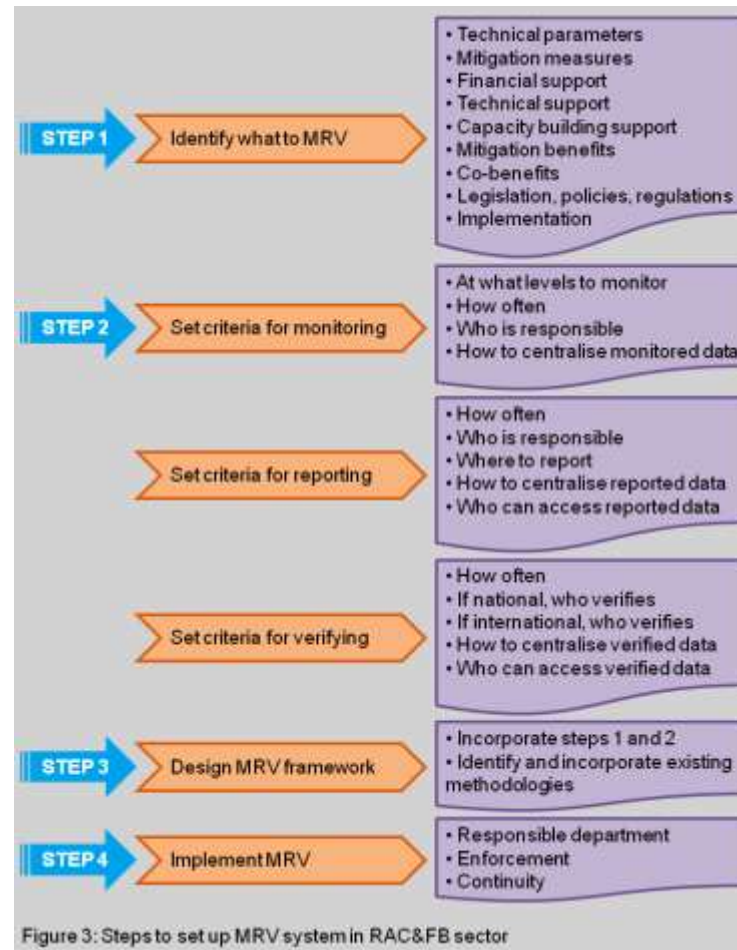 STEP 1
Identify what to MRV
• Technical parameters
• Mitigation measures
• Financial support
• Technical support
• Capacity building support
• Mitigation benefits
• Co-benefits
• Legislation, policies, regulations
• Implementation
STEP 2
Set criteria for monitoring
• At what levels to monitor
• How often
• Who is responsible
• How to centralise monitored data
Set criteria for reporting
• How often
• Who is responsible
• Where to report
• How to centralise reported data
• Who can access reported data
Set criteria for verifying
• How often
• If national, who verifies
• If international, who verifies
• How to centralise verified data
• Who can access verified data
STEP 3
Design MRV framework
• Incorporate steps 1 and 2
• Identify and incorporate existing
methodologies
STEP 4
Implement MRV
• Responsible department
• Enforcement
• Continuity
Figure 3: Steps to set up MRV system in RAC&FB sector